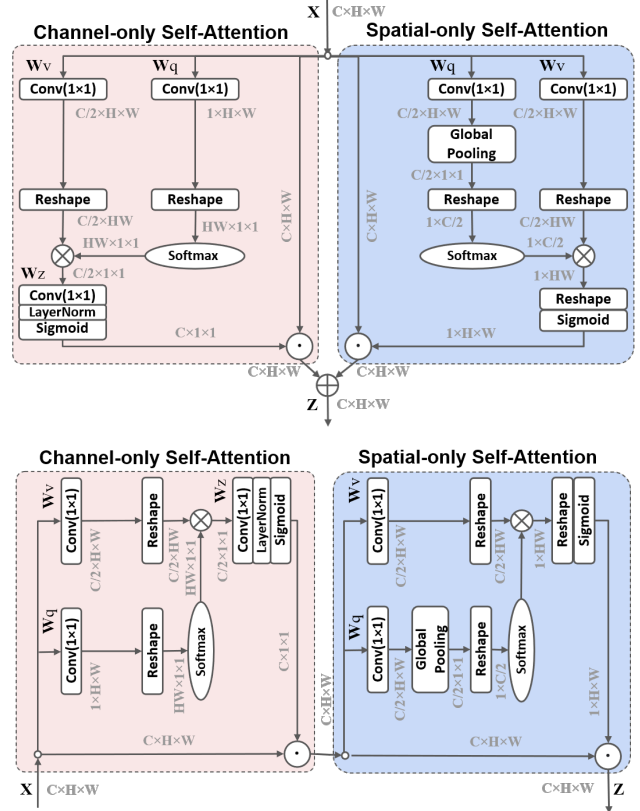 X C×H×W
Channel-only Self-Attention
Spatial-only Self-Attention
Wv
Wq
Wq
Wv
Conv(1×1)
Conv(1×1)
Conv(1×1)
Conv(1×1)
C/2×H×W
1×H×W
C/2×H×W
C/2×H×W
Global
Pooling
C/2×1×1
Reshape
Reshape
C×H×W
C×H×W
Reshape
Reshape
C/2×HW
HW×1×1
1×C/2
C/2×HW
HW×1×1
Softmax
Softmax
1×C/2
Wz
C/2×1×1
1×HW
Conv(1×1)
LayerNorm
Sigmoid
Reshape
Sigmoid
C×1×1
1×H×W
C×H×W
C×H×W
Z C×H×W
Channel-only Self-Attention
Spatial-only Self-Attention
Wv
Conv(1×1)
C/2×H×W
Reshape
C/2×HW
HW×1×1
Wz
C/2×1×1
Conv(1×1)
LayerNorm
Sigmoid
Wq
Conv(1×1)
1×H×W
Reshape
HW×1×1
Softmax
C×1×1
C×H×W
C×H×W
Wv
Conv(1×1)
C/2×H×W
Reshape
C/2×HW
1×HW
Reshape
Sigmoid
Wq
Conv(1×1)
C/2×H×W
Global
Pooling
C/2×1×1
Reshape
1×C/2
Softmax
1×H×W
C×H×W
X C×H×W
C×H×W Z